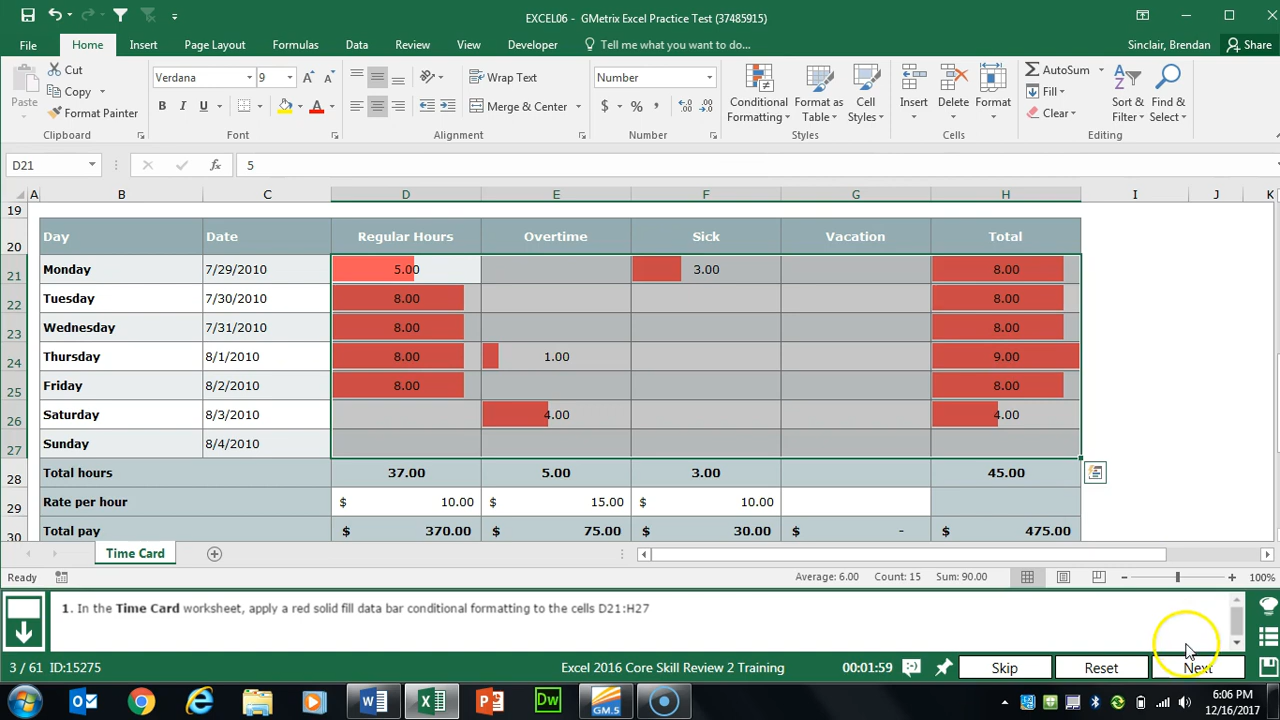 EXCEL06 - GMetrix Excel Practice Test (37485915)
File Home Insert Page Layout Formulas Data Review View Developer Tell me what you want to do... Sinclair, Brendan Share
Paste Cut Copy Format Painter Clipboard
Verdana 9 B I U A Font
Wrap Text Merge & Center Alignment
Number $ % , Number
Conditional Formatting Format as Table Cell Styles Styles
Insert Delete Format Cells
AutoSum Fill Clear Sort & Filter Find & Select Editing
D21 fx 5
A B C D E F G H I J K
19
20 Day Date Regular Hours Overtime Sick Vacation Total
21 Monday 7/29/2010 5.00 3.00 8.00
22 Tuesday 7/30/2010 8.00 8.00
23 Wednesday 7/31/2010 8.00 8.00
24 Thursday 8/1/2010 8.00 1.00 9.00
25 Friday 8/2/2010 8.00 8.00
26 Saturday 8/3/2010 4.00 4.00
27 Sunday 8/4/2010
28 Total hours 37.00 5.00 3.00 45.00
29 Rate per hour $ 10.00 $ 15.00 $ 10.00
30 Total pay $ 370.00 $ 75.00 $ 30.00 $ - $ 475.00
Time Card
Ready Average: 6.00 Count: 15 Sum: 90.00 100%
1. In the Time Card worksheet, apply a red solid fill data bar conditional formatting to the cells D21:H27
3 / 61 ID:15275 Excel 2016 Core Skill Review 2 Training 00:01:59 Skip Reset Next
Dw GM.5 6:06 PM
12/16/2017